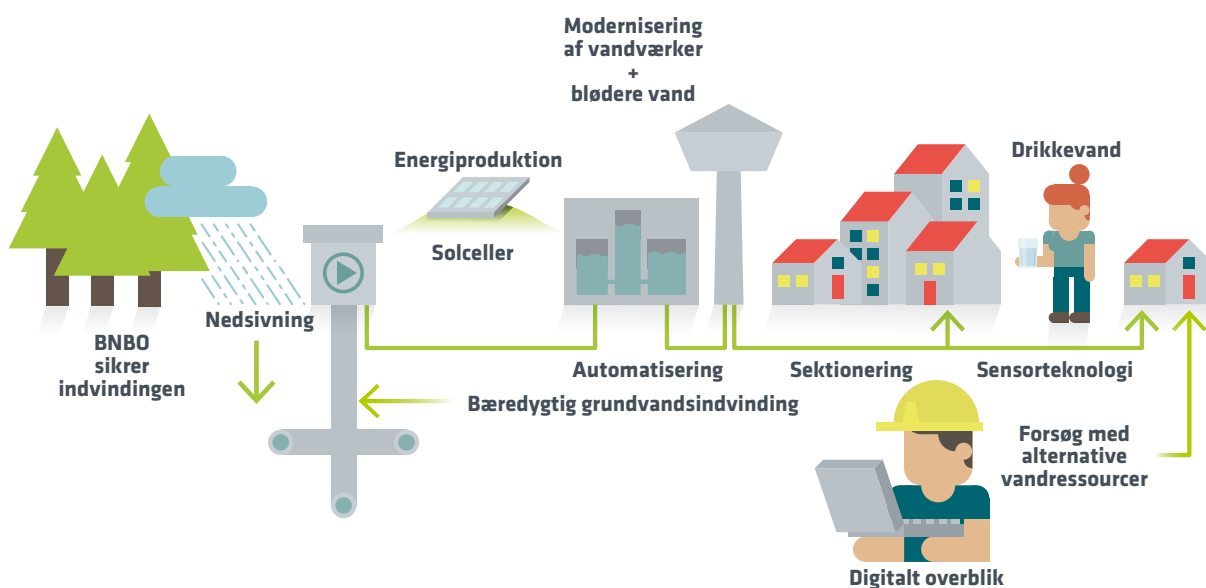 Modernisering
af vandværker
+
blødere vand
Energiproduktion
Solceller
Drikkevand
Nedsivning
BNBO
sikrer
indvindingen
Automatisering
Sektionering
Sensorteknologi
Bæredygtig grundvandsindvinding
Forsøg med
alternative
vandressourcer
Digitalt overblik